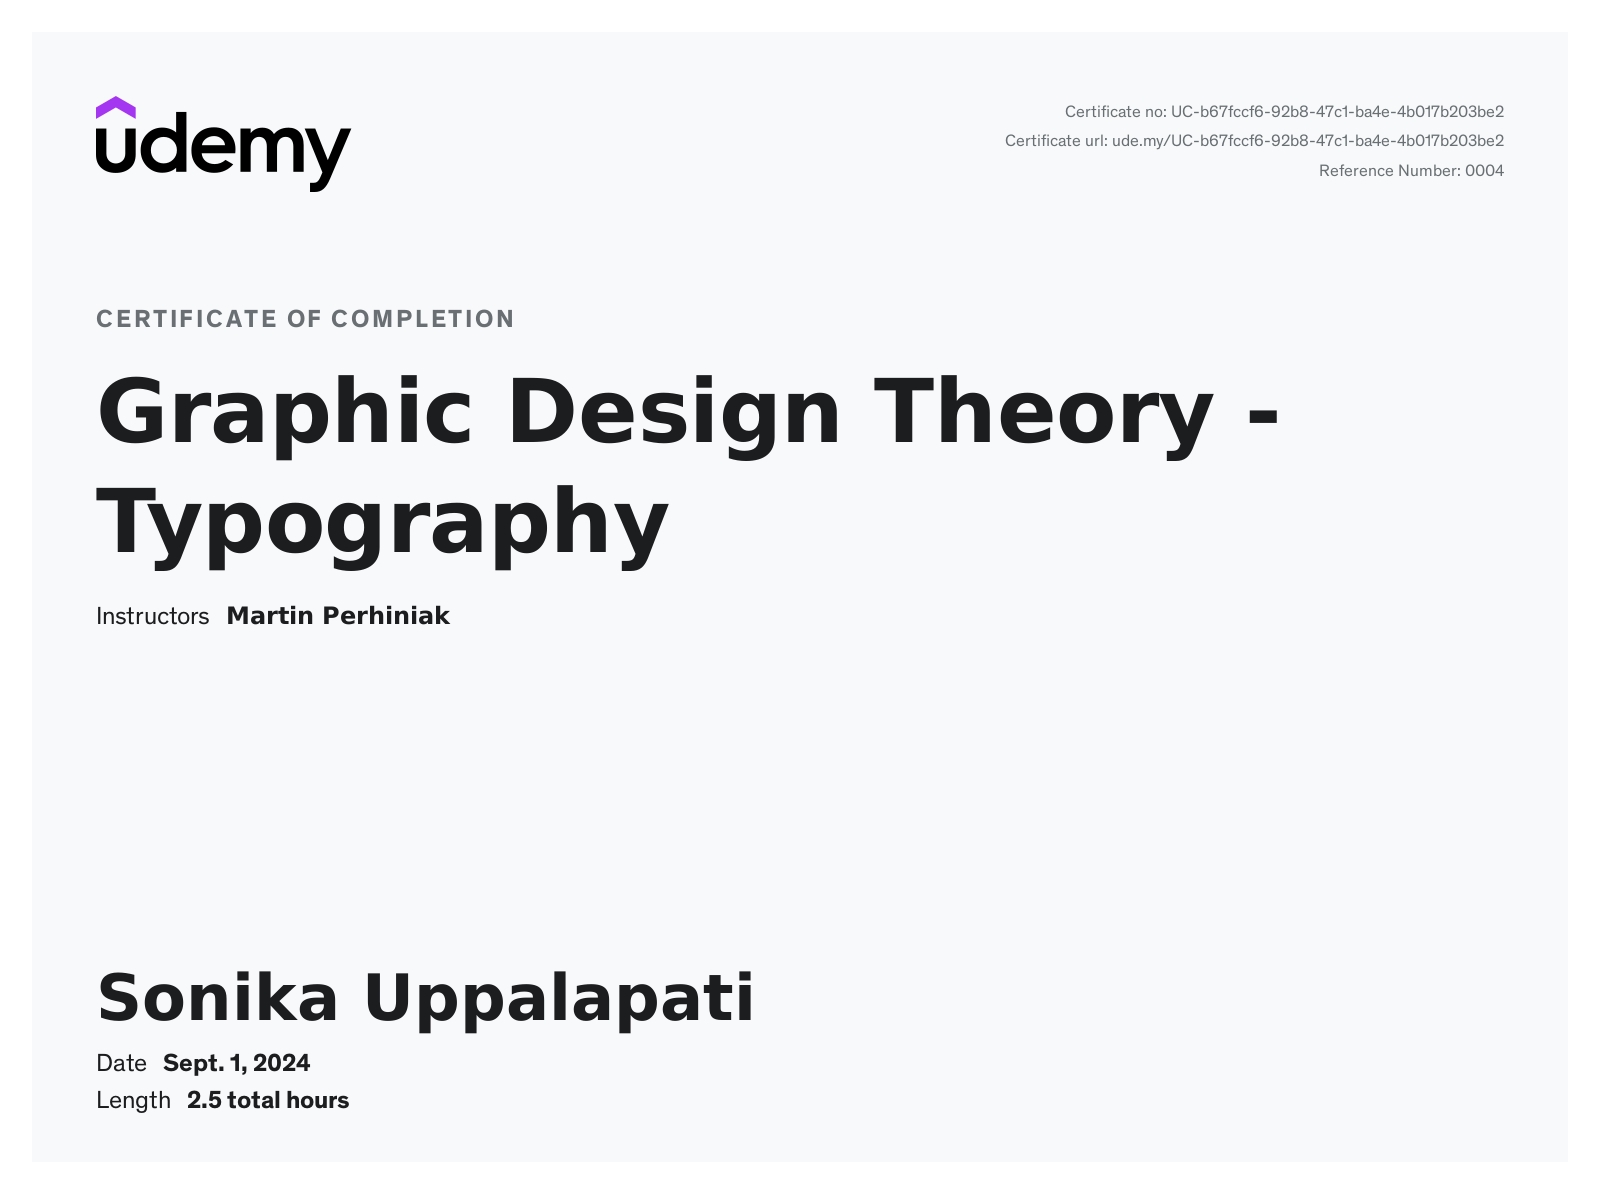 udemy
Certificate no: UC-b67fccf6-92b8-47c1-ba4e-4b017b203be2
Certificate url: ude.my/UC-b67fccf6-92b8-47c1-ba4e-4b017b203be2
Reference Number: 0004
CERTIFICATE OF COMPLETION
Graphic Design Theory -
Typography
Instructors Martin Perhiniak
Sonika Uppalapati
Date Sept. 1, 2024
Length 2.5 total hours